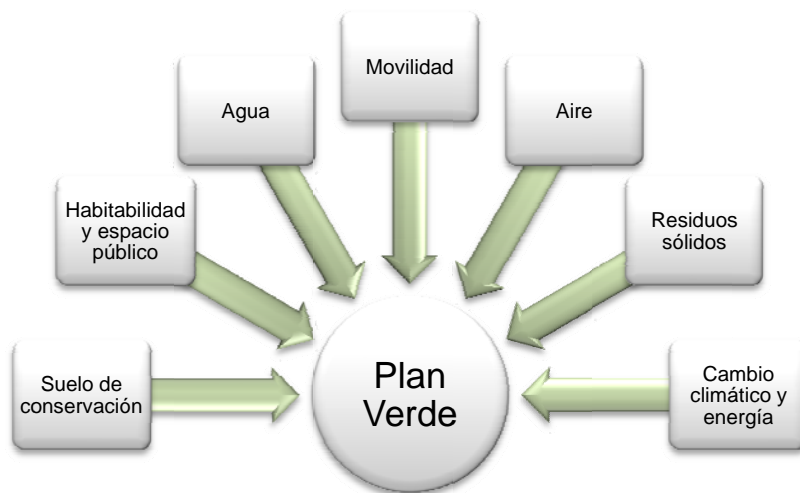 Suelo de
conservación
Habitabilidad
y espacio
público
Agua
Movilidad
Aire
Residuos
sólidos
Cambio
climático y
energía
Plan
Verde